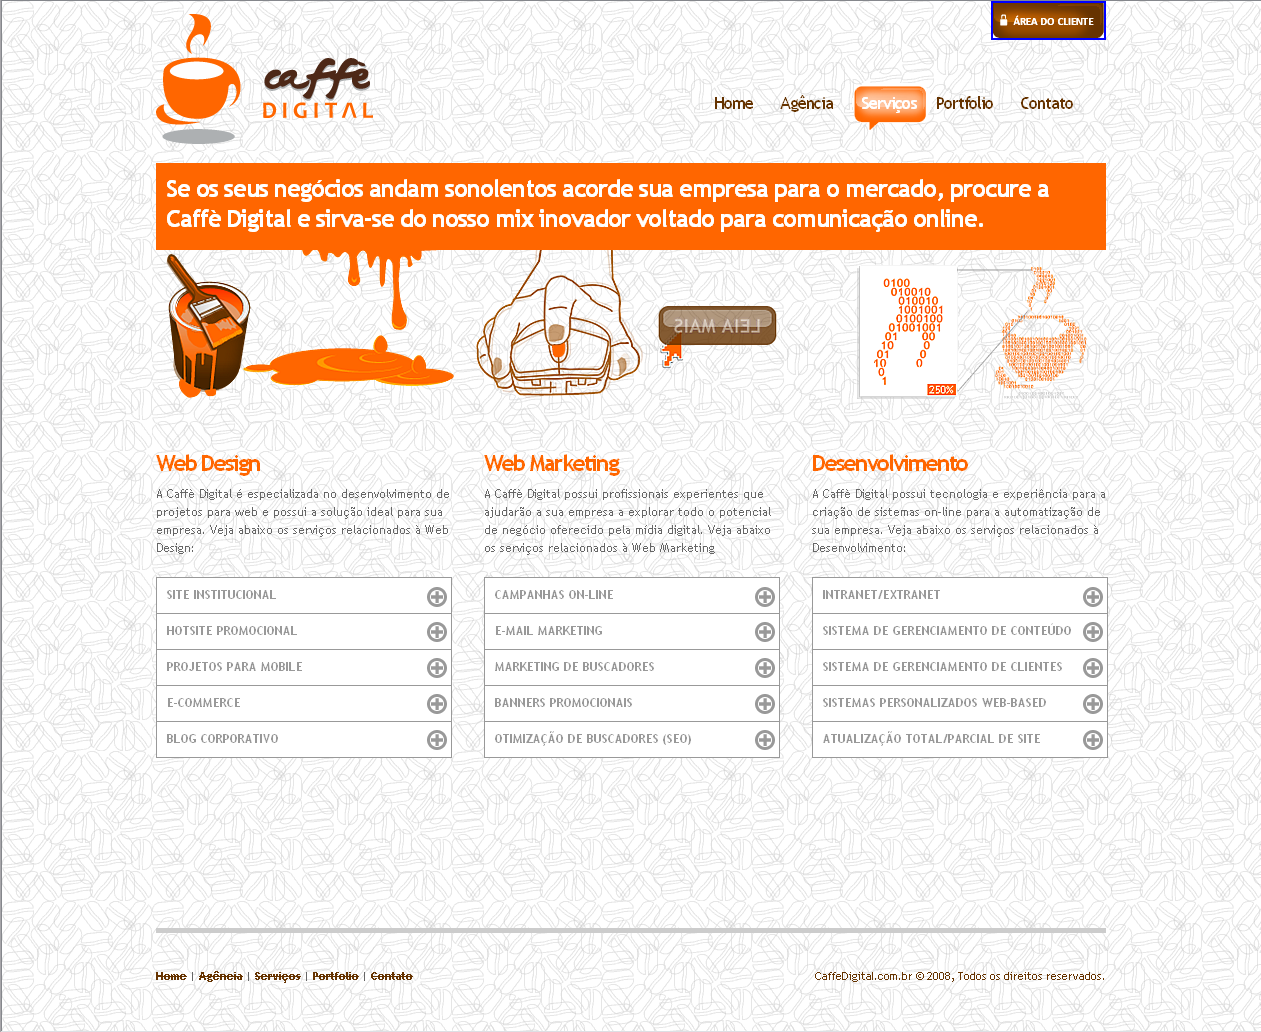 ÁREA DO CLIENTE
caffè
DIGITAL
Home Agência Serviços Portfolio Contato
Se os seus negócios andam sonolentos acorde sua empresa para o mercado, procure a
Caffè Digital e sirva-se do nosso mix inovador voltado para comunicação online.
LEIA MAIS
0100
010010
010010
1001001
0100100
01001001
01 00
10 0
01 0
10 0
0
1
250%
Web Design
A Caffè Digital é especializada no desenvolvimento de
projetos para web e possui a solução ideal para sua
empresa. Veja abaixo os serviços relacionados à Web
Design:
SITE INSTITUCIONAL
HOTSITE PROMOCIONAL
PROJETOS PARA MOBILE
E-COMMERCE
BLOG CORPORATIVO
Web Marketing
A Caffè Digital possui profissionais experientes que
ajudarão a sua empresa a explorar todo o potencial
de negócio oferecido pela mídia digital. Veja abaixo
os serviços relacionados à Web Marketing
CAMPANHAS ON-LINE
E-MAIL MARKETING
MARKETING DE BUSCADORES
BANNERS PROMOCIONAIS
OTIMIZAÇÃO DE BUSCADORES (SEO)
Desenvolvimento
A Caffè Digital possui tecnologia e experiência para a
criação de sistemas on-line para a automatização de
sua empresa. Veja abaixo os serviços relacionados à
Desenvolvimento:
INTRANET/EXTRANET
SISTEMA DE GERENCIAMENTO DE CONTEÚDO
SISTEMA DE GERENCIAMENTO DE CLIENTES
SISTEMAS PERSONALIZADOS WEB-BASED
ATUALIZAÇÃO TOTAL/PARCIAL DE SITE
Home | Agência | Serviços | Portfolio | Contato
CaffeDigital.com.br © 2008, Todos os direitos reservados.